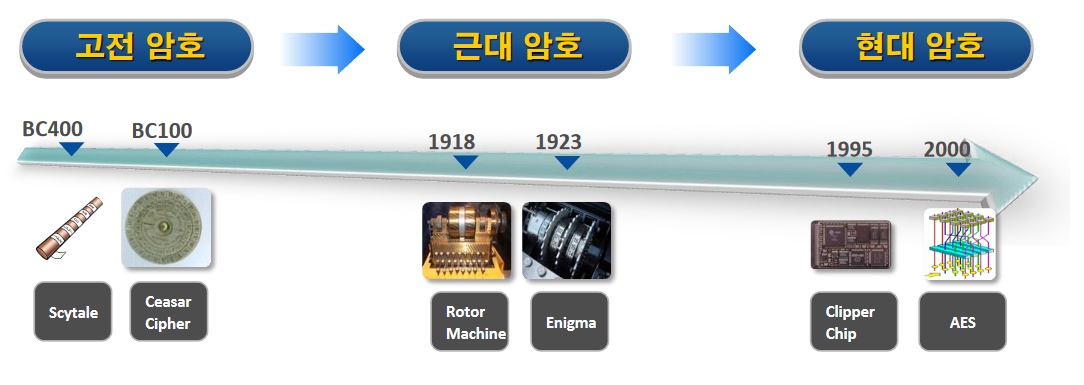 고전 암호
근대 암호
현대 암호
BC400
BC100
1918
1923
1995
2000
Scytale
Ceasar
Cipher
Rotor
Machine
Enigma
Clipper
Chip
AES